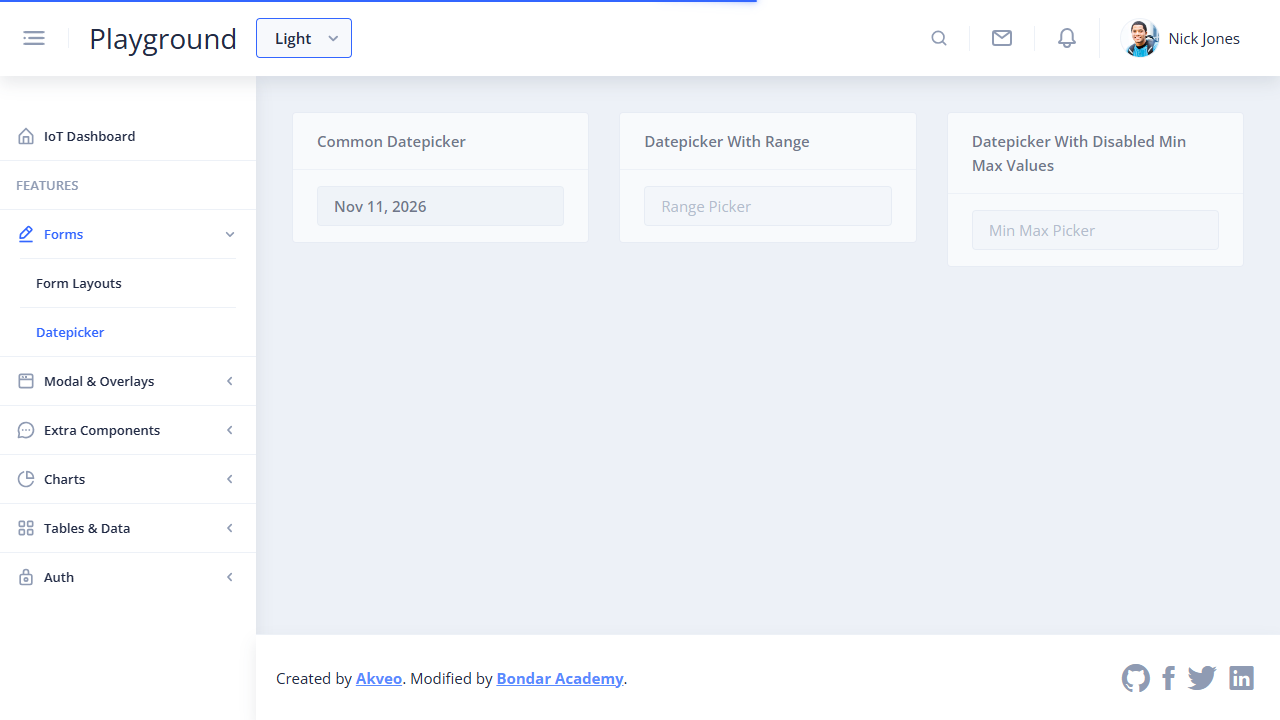 Playground
Light
Nick Jones
IoT Dashboard
FEATURES
Forms
Form Layouts
Datepicker
Modal & Overlays
Extra Components
Charts
Tables & Data
Auth
Common Datepicker
Nov 11, 2026
Datepicker With Range
Range Picker
Datepicker With Disabled Min
Max Values
Min Max Picker
Created by Akveo. Modified by Bondar Academy.